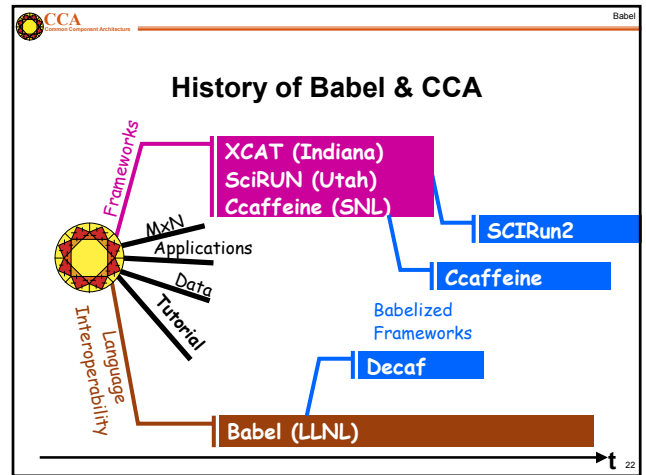 CCA
Common Component Architecture
Babel
History of Babel & CCA
Frameworks
XCAT (Indiana)
SciRUN (Utah)
Ccaffeine (SNL)
MxN
Applications
Data
Tutorial
SCIRun2
Ccaffeine
Babelized
Frameworks
Decaf
Language
Interoperability
Babel (LLNL)
t
22